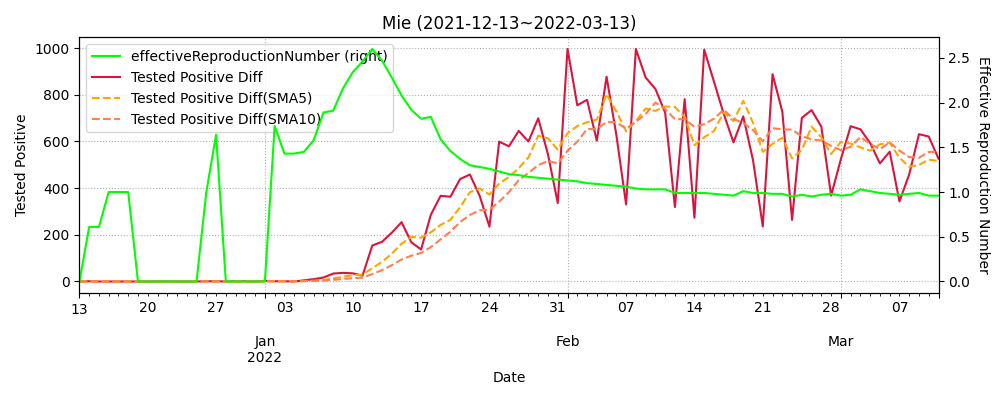 Mie (2021-12-13~2022-03-13)
effectiveReproductionNumber (right)
Tested Positive Diff
Tested Positive Diff(SMA5)
Tested Positive Diff(SMA10)
Tested Positive
1000
800
600
400
200
0
2.5
2.0
1.5
1.0
0.5
0.0
Effective Reproduction Number
13 20 27 03 10 17 24 31 07 14 21 28 07
Jan Feb Mar
2022
Date